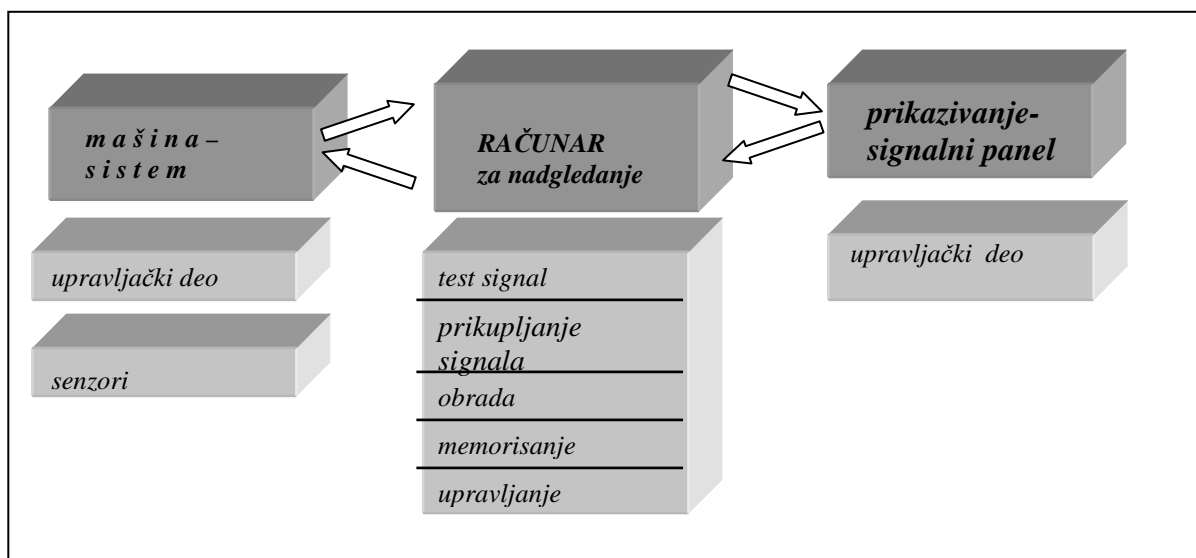 m a š i n a –
s i s t e m
upravljački deo
senzori
RAČUNAR
za nadgledanje
test signal
prikupljanje
signala
obrada
memorisanje
upravljanje
prikazivanje-
signalni panel
upravljački deo